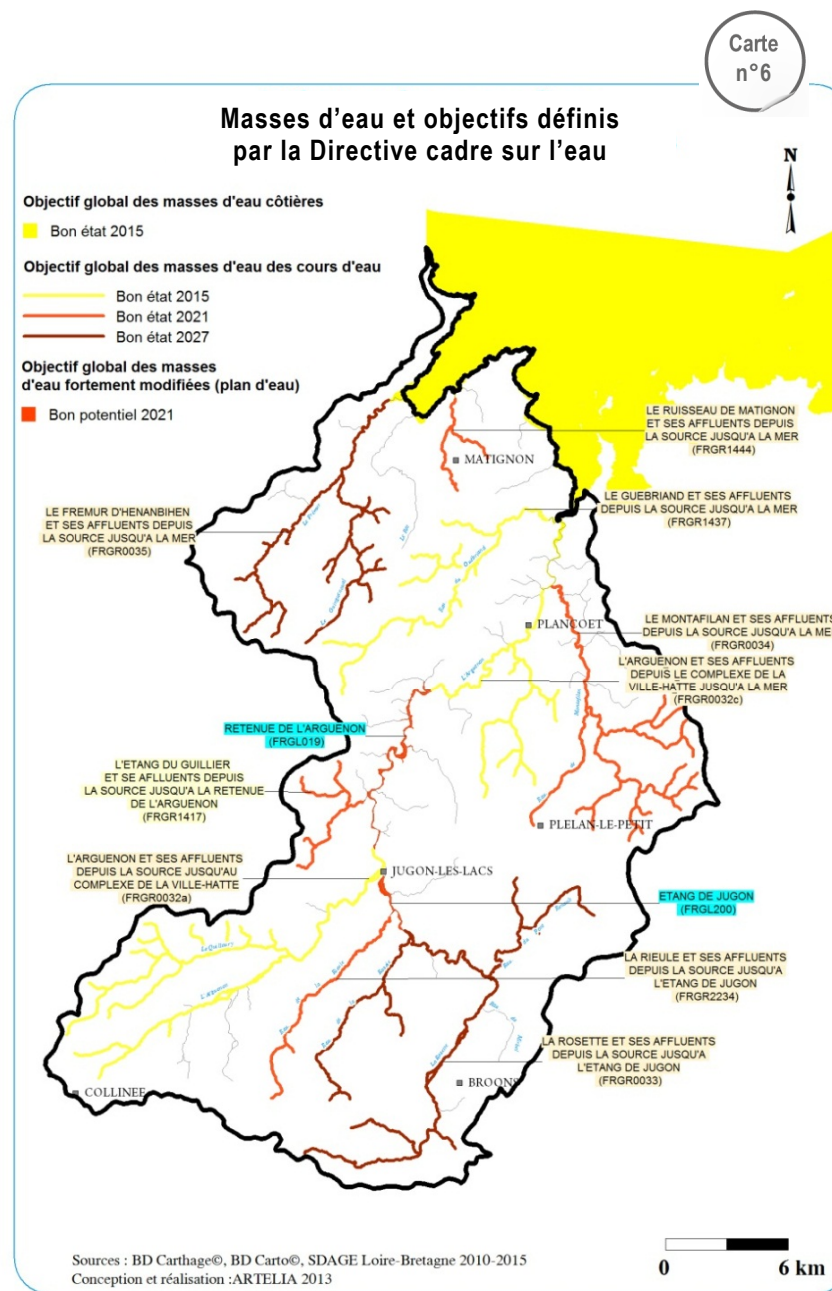 Carte
n°6
Masses d'eau et objectifs définis
par la Directive cadre sur l'eau
N
Objectif global des masses d'eau côtières
Bon état 2015
Objectif global des masses d'eau des cours d'eau
Bon état 2015
Bon état 2021
Bon état 2027
Objectif global des masses
d'eau fortement modifiées (plan d'eau)
Bon potentiel 2021
LE RUISSEAU DE MATIGNON
ET SES AFFLUENTS DEPUIS
LA SOURCE JUSQU'A LA MER
(FRGR1444)
MATIGNON
LE GUEBRIAND ET SES AFFLUENTS
DEPUIS LA SOURCE JUSQU'A LA MER
(FRGR1437)
LE FREMUR D'HENANBIHEN
ET SES AFFLUENTS DEPUIS
LA SOURCE JUSQU'A LA MER
(FRGR0035)
PLANCOET
LE MONTAFILAN ET SES AFFLUENTS
DEPUIS LA SOURCE JUSQU'A LA ME
(FRGR0034)
L'ARGUENON ET SES AFFLUENTS
DEPUIS LE COMPLEXE DE LA
VILLE-HATTE JUSQU'A LA MER
(FRGR0032c)
L'Arguenon
RETENUE DE L'ARGUENON
(FRGL019)
L'ETANG DU GUILLIER
ET SE AFLLUENTS DEPUIS
LA SOURCE JUSQU'A LA RETENUE
DE L'ARGUENON
(FRGR1417)
PLELAN-LE-PETIT
L'ARGUENON ET SES AFFLUENTS
DEPUIS LA SOURCE JUSQU'AU
COMPLEXE DE LA VILLE-HATTE
(FRGR0032a)
JUGON-LES-LACS
ETANG DE JUGON
(FRGL200)
L'Arguenon
LA RIEULE ET SES AFFLUENTS
DEPUIS LA SOURCE JUSQU'A
L'ETANG DE JUGON
(FRGR2234)
LA ROSETTE ET SES AFFLUENTS
DEPUIS LA SOURCE JUSQU'A
L'ETANG DE JUGON
(FRGR0033)
BROONS
COLLINEE
Sources : BD Carthage©, BD Carto©, SDAGE Loire-Bretagne 2010-2015
Conception et réalisation :ARTELIA 2013
0 6 km